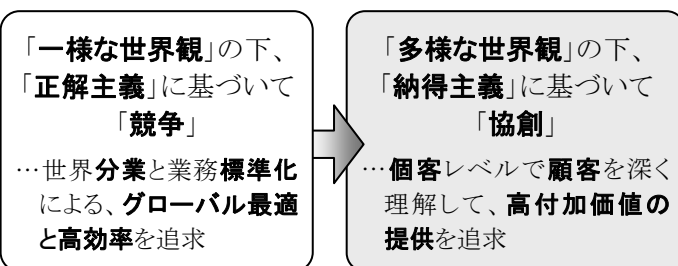 「一様な世界観」の下、
「正解主義」に基づいて
「競争」
…世界分業と業務標準化
による、グローバル最適
と高効率を追求
「多様な世界観」の下、
「納得主義」に基づいて
「協創」
…個客レベルで顧客を深く
理解して、高付加価値の
提供を追求